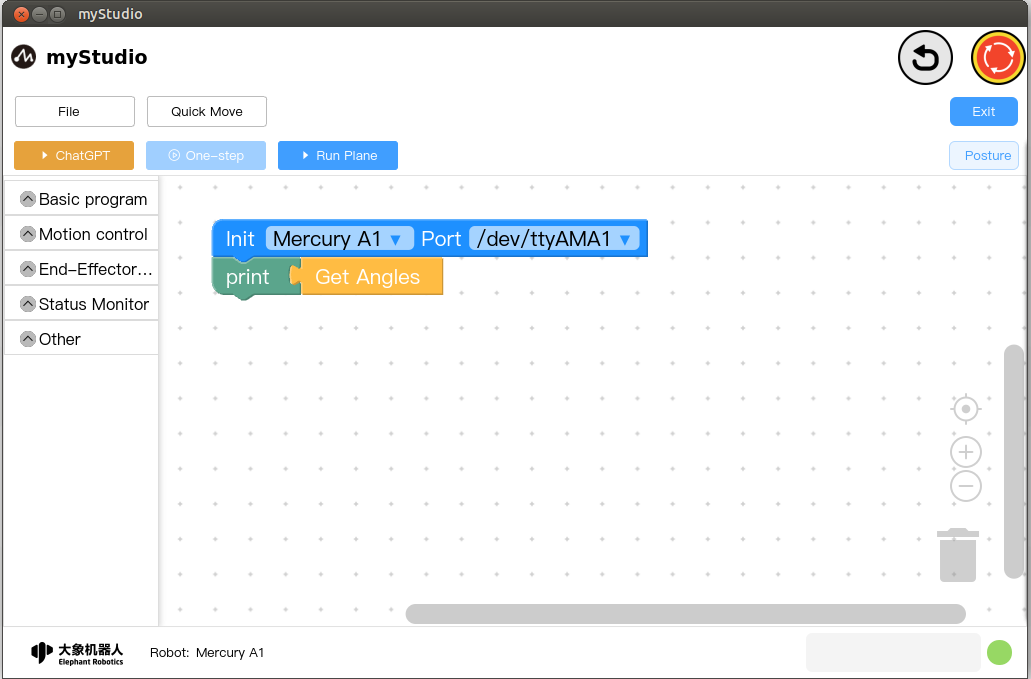 myStudio
myStudio
File Quick Move Exit
ChatGPT One-step Run Plane Posture
Basic program
Motion control
End-Effector...
Status Monitor
Other
Init Mercury A1 Port /dev/ttyAMA1
print Get Angles
大象机器人
Elephant Robotics
Robot: Mercury A1